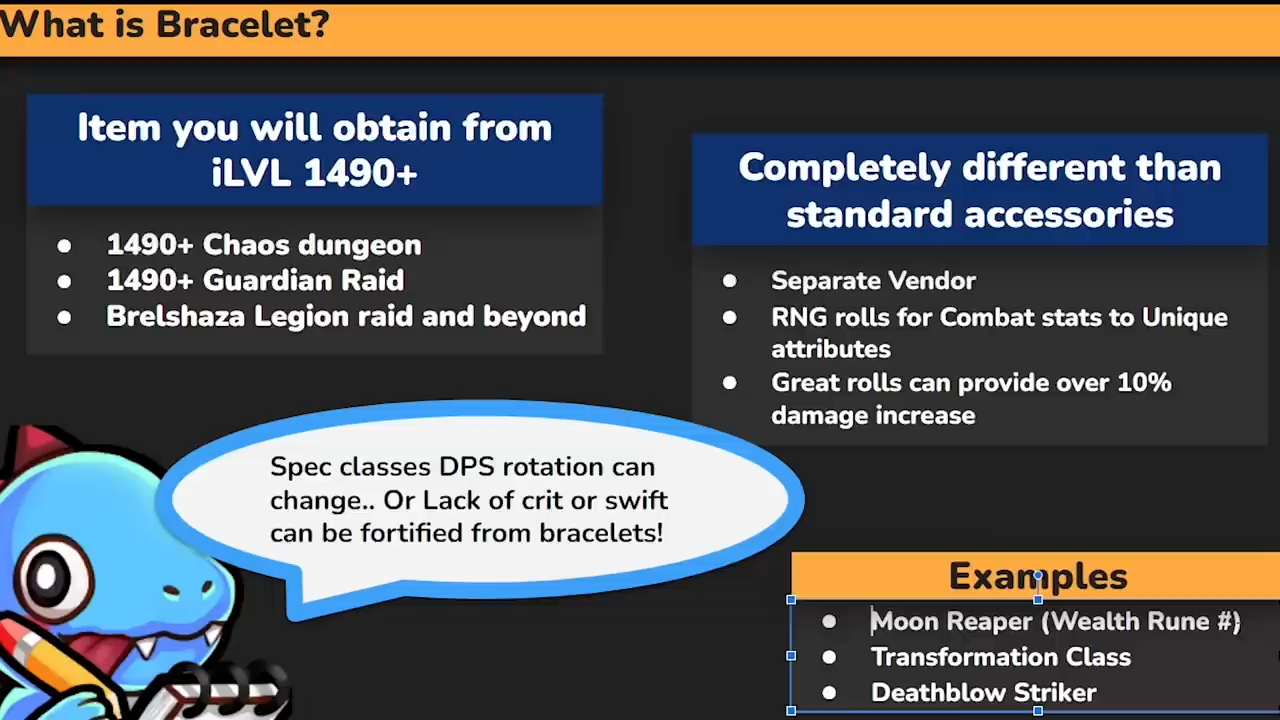 What is Bracelet?
Item you will obtain from
iLVL 1490+
● 1490+ Chaos dungeon
● 1490+ Guardian Raid
● Brelshaza Legion raid and beyond
Completely different than
standard accessories
● Separate Vendor
● RNG rolls for Combat stats to Unique
attributes
● Great rolls can provide over 10%
damage increase
Spec classes DPS rotation can
change.. Or Lack of crit or swift
can be fortified from bracelets!
Examples
● Moon Reaper (Wealth Rune #)
● Transformation Class
● Deathblow Striker